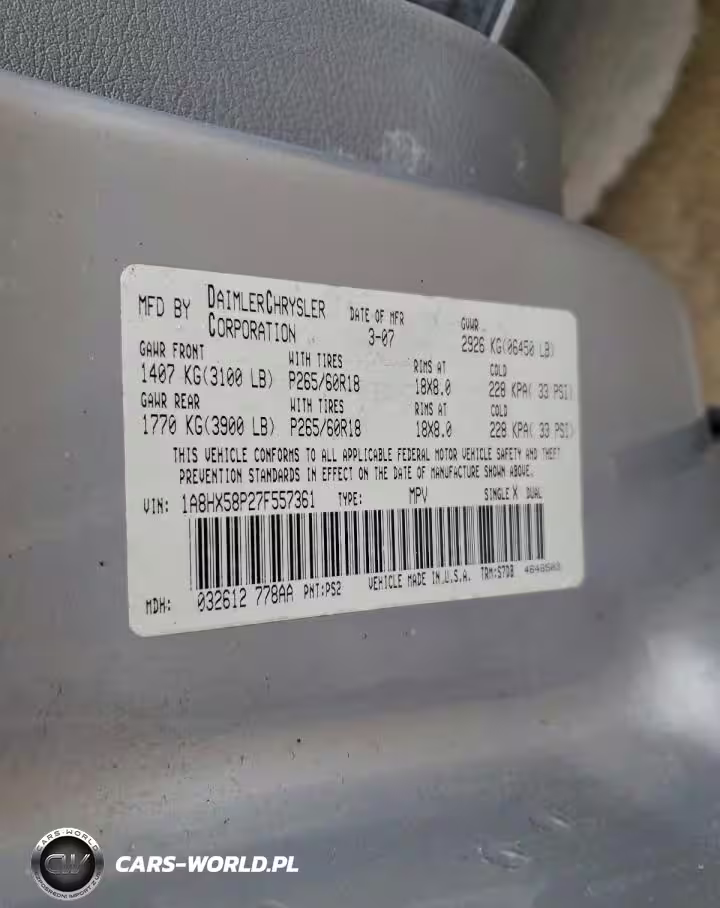 MFD BY DAIMLERCHRYSLER CORPORATION
DATE OF MFR
3-07
GVWR
2926 KG(06450 LB)
GAWR FRONT WITH TIRES RIMS AT COLD
1407 KG(3100 LB) P265/60R18 18X8.0 228 KPA( 33 PSI)
GAWR REAR WITH TIRES RIMS AT COLD
1770 KG(3900 LB) P265/60R18 18X8.0 228 KPA( 33 PSI)
THIS VEHICLE CONFORMS TO ALL APPLICABLE FEDERAL MOTOR VEHICLE SAFETY AND THEFT
PREVENTION STANDARDS IN EFFECT ON THE DATE OF MANUFACTURE SHOWN ABOVE.
VIN: 1A8HX58P27F557361 TYPE: MPV SINGLE X DUAL
MDH: 032612 778AA PNT:PS2 VEHICLE MADE IN U.S.A. TRM:S7DB
CARS-WORLD
CW
CARS-WORLD.PL